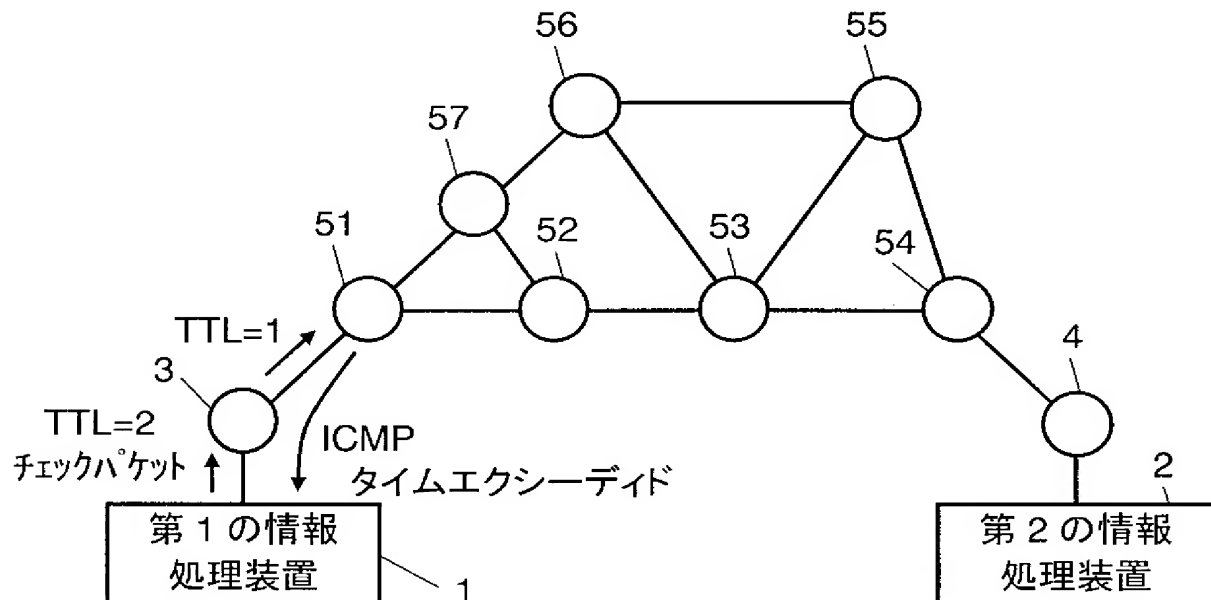 56
55
57
51
52
53
54
TTL=1
3
4
TTL=2
チェックパケット
ICMP
タイムエクシーディド
2
第1の情報
処理装置
1
第2の情報
処理装置